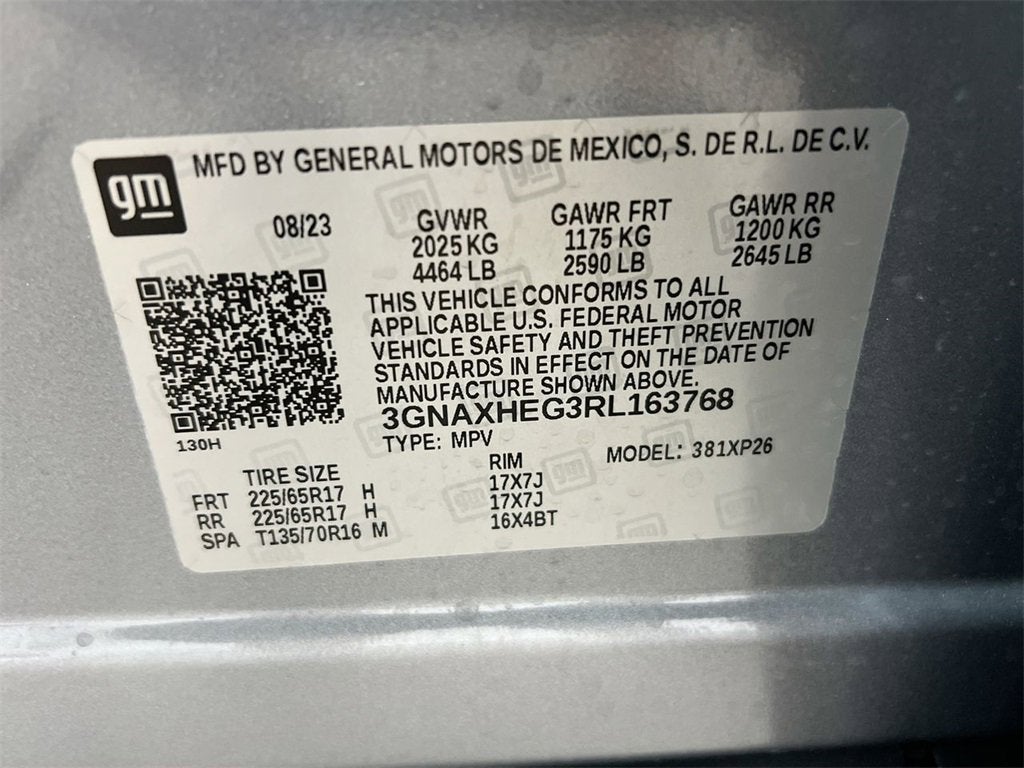 gm
MFD BY GENERAL MOTORS DE MEXICO, S. DE R.L. DE C.V.
08/23 GVWR GAWR FRT GAWR RR
2025 KG 1175 KG 1200 KG
4464 LB 2590 LB 2645 LB
THIS VEHICLE CONFORMS TO ALL
APPLICABLE U.S. FEDERAL MOTOR
VEHICLE SAFETY AND THEFT PREVENTION
STANDARDS IN EFFECT ON THE DATE OF
MANUFACTURE SHOWN ABOVE.
3GNAXHEG3RL163768
130H
TYPE: MPV MODEL: 381XP26
TIRE SIZE RIM
FRT 225/65R17 H 17X7J
RR 225/65R17 H 17X7J
SPA T135/70R16 M 16X4BT